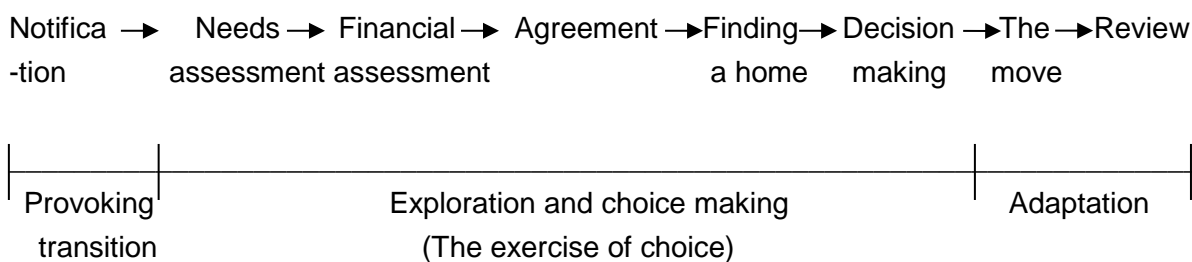 Notifica Needs Financial Agreement Finding Decision The Review
-tion assessment assessment a home making move
Provoking Exploration and choice making Adaptation
transition (The exercise of choice)